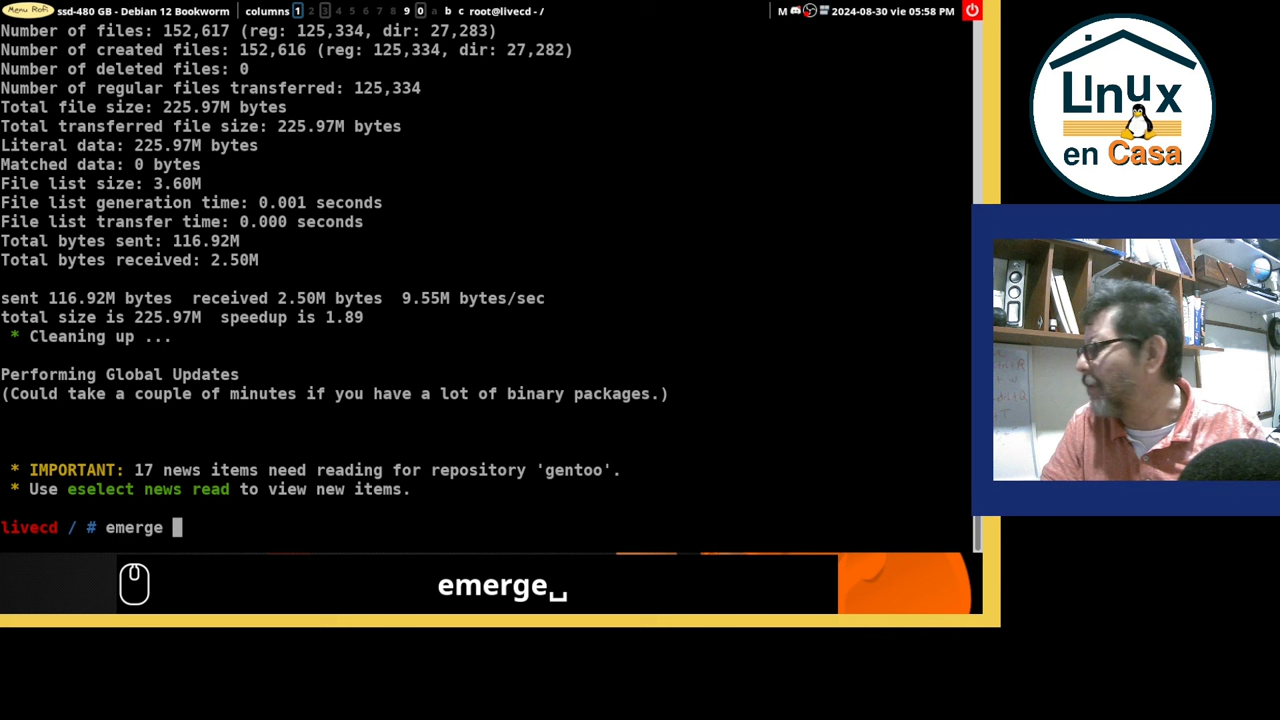 Menu Rofi ssd-480 GB - Debian 12 Bookworm columns 1 2 3 4 5 6 7 8 9 0 a b c root@livecd - / M 2024-08-30 vie 05:58 PM
Number of files: 152,617 (reg: 125,334, dir: 27,283)
Number of created files: 152,616 (reg: 125,334, dir: 27,282)
Number of deleted files: 0
Number of regular files transferred: 125,334
Total file size: 225.97M bytes
Total transferred file size: 225.97M bytes
Literal data: 225.97M bytes
Matched data: 0 bytes
File list size: 3.60M
File list generation time: 0.001 seconds
File list transfer time: 0.000 seconds
Total bytes sent: 116.92M
Total bytes received: 2.50M
sent 116.92M bytes  received 2.50M bytes  9.55M bytes/sec
total size is 225.97M  speedup is 1.89
* Cleaning up ...
Performing Global Updates
(Could take a couple of minutes if you have a lot of binary packages.)
* IMPORTANT: 17 news items need reading for repository 'gentoo'.
* Use eselect news read to view new items.
livecd / # emerge
emerge␣
Linux
en Casa